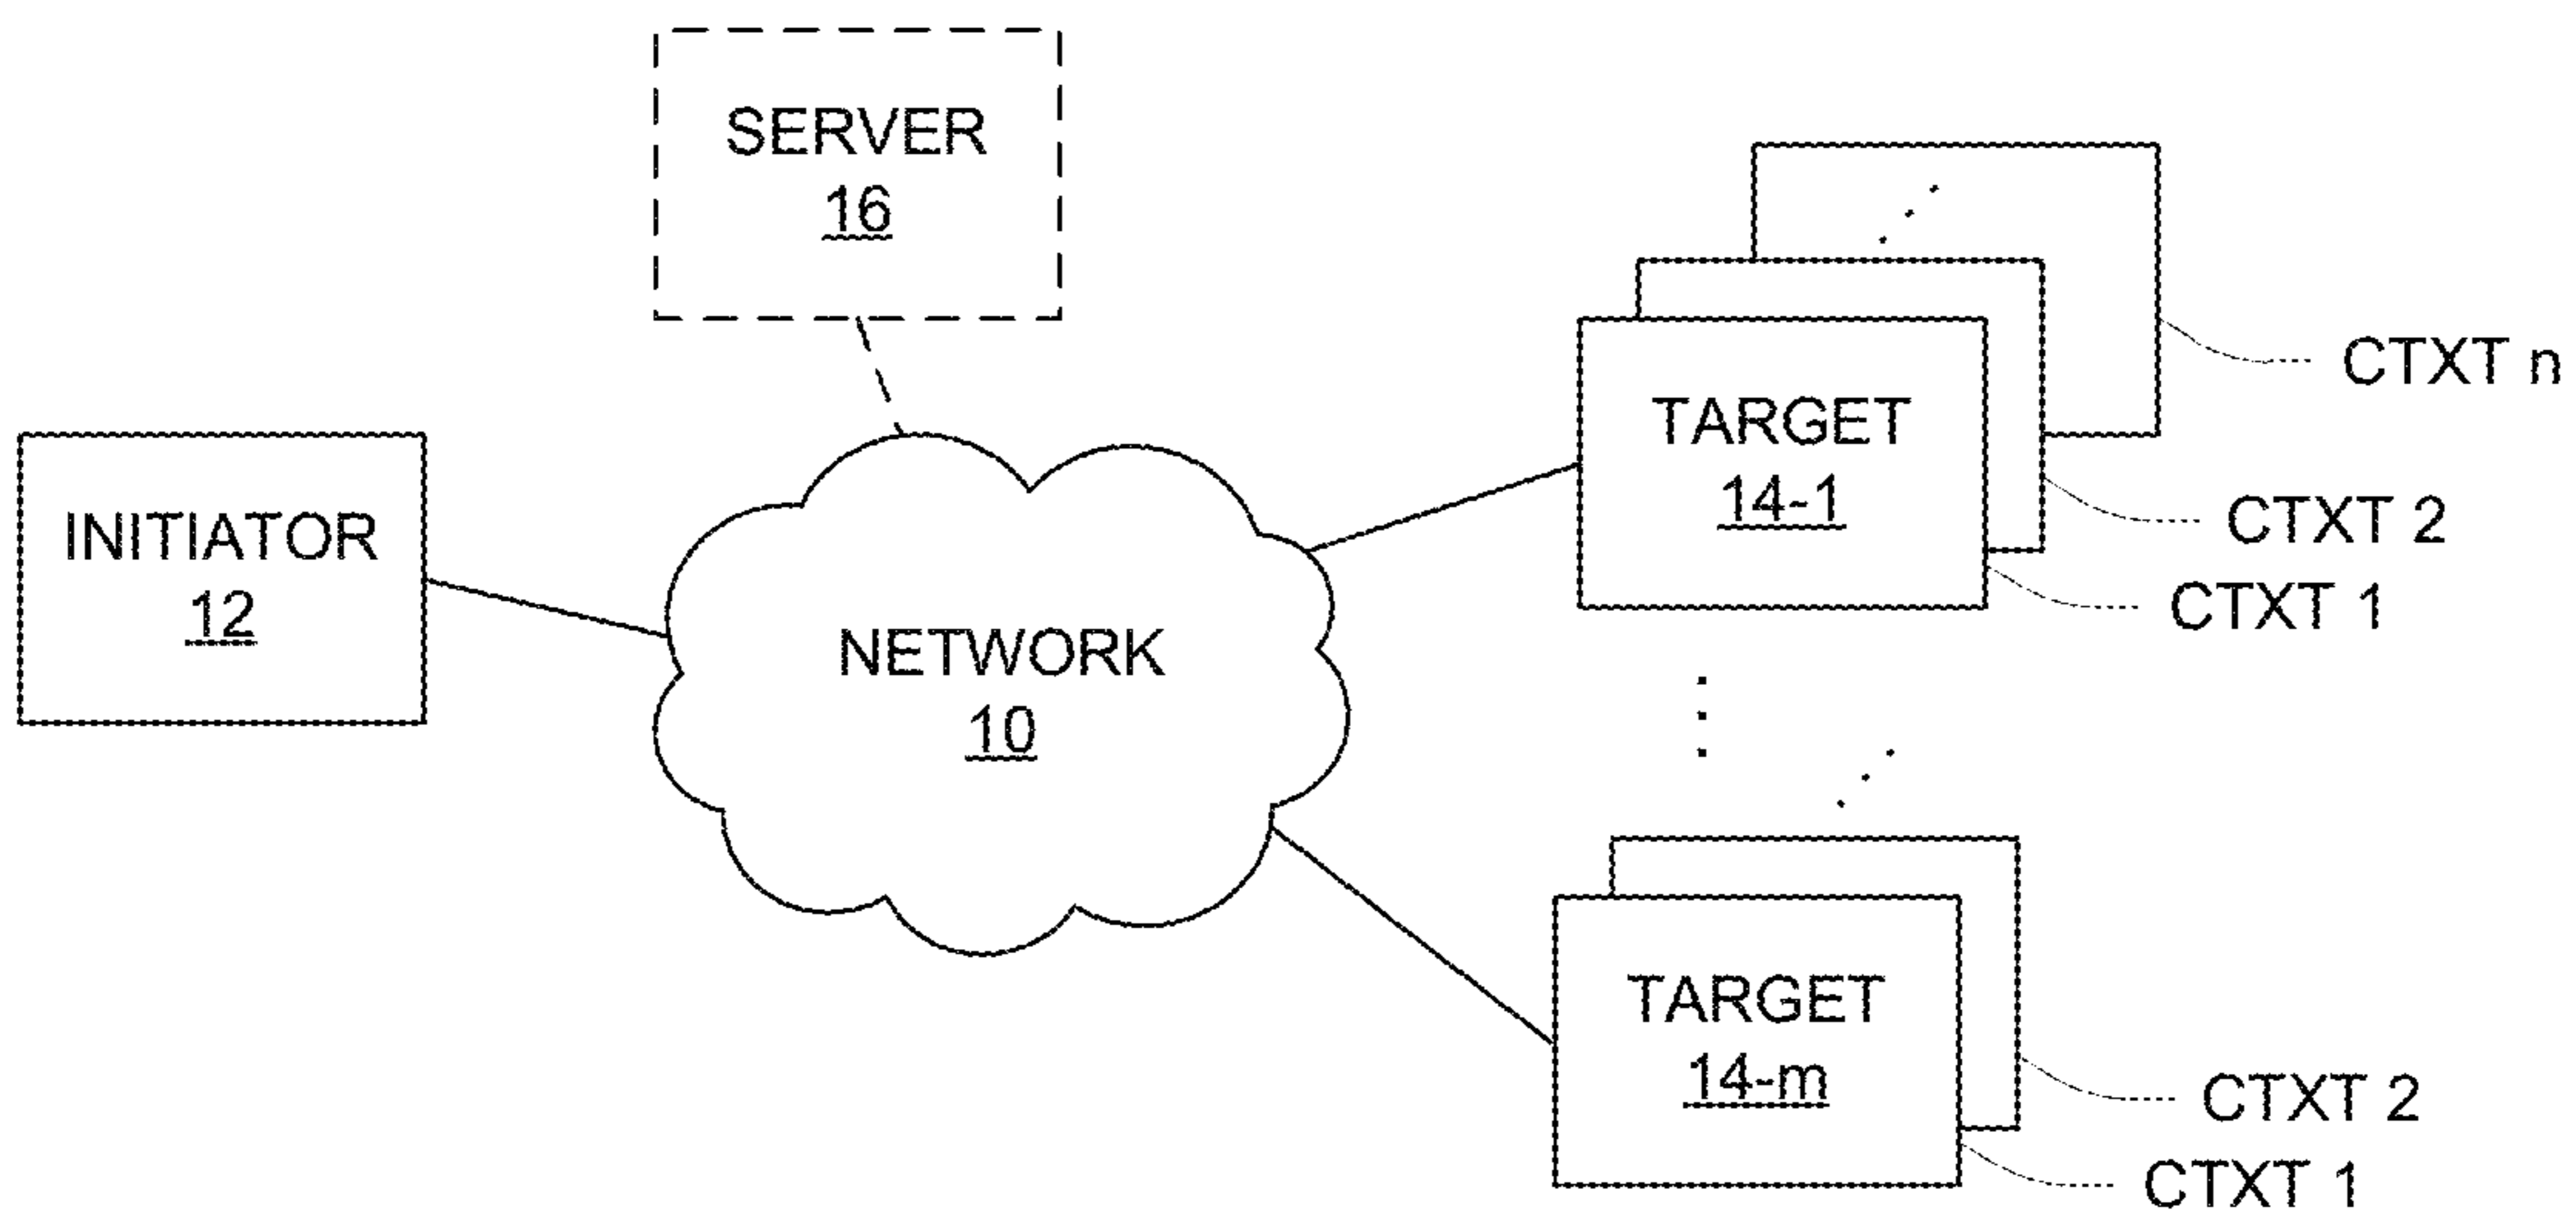 SERVER
16
INITIATOR
12
NETWORK
10
TARGET
14-1
CTXT n
CTXT 2
CTXT 1
TARGET
14-m
CTXT 2
CTXT 1